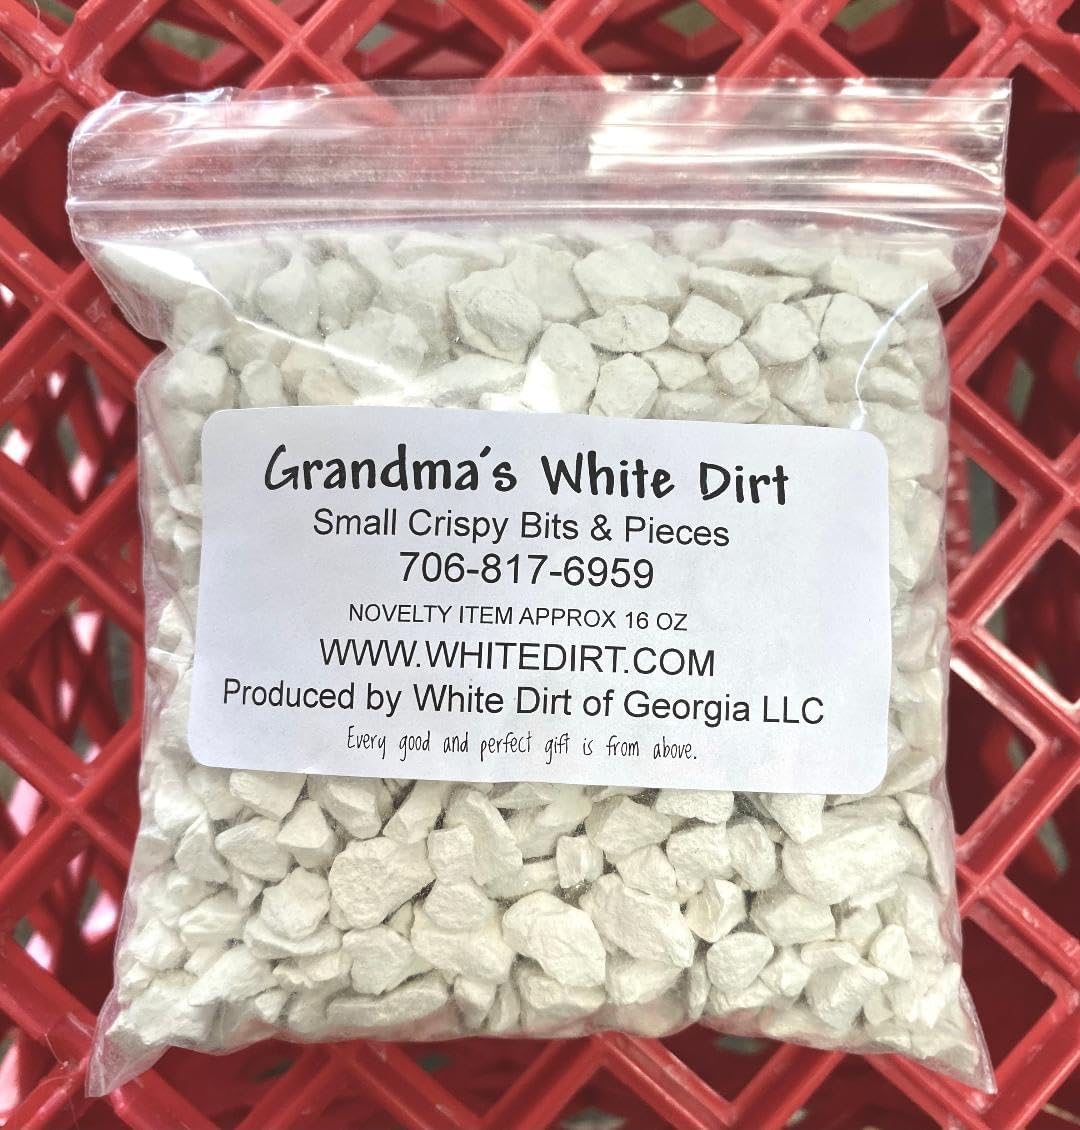 Grandma's White Dirt
Small Crispy Bits & Pieces
706-817-6959
NOVELTY ITEM APPROX 16 OZ
WWW.WHITEDIRT.COM
Produced by White Dirt of Georgia LLC
Every good and perfect gift is from above.